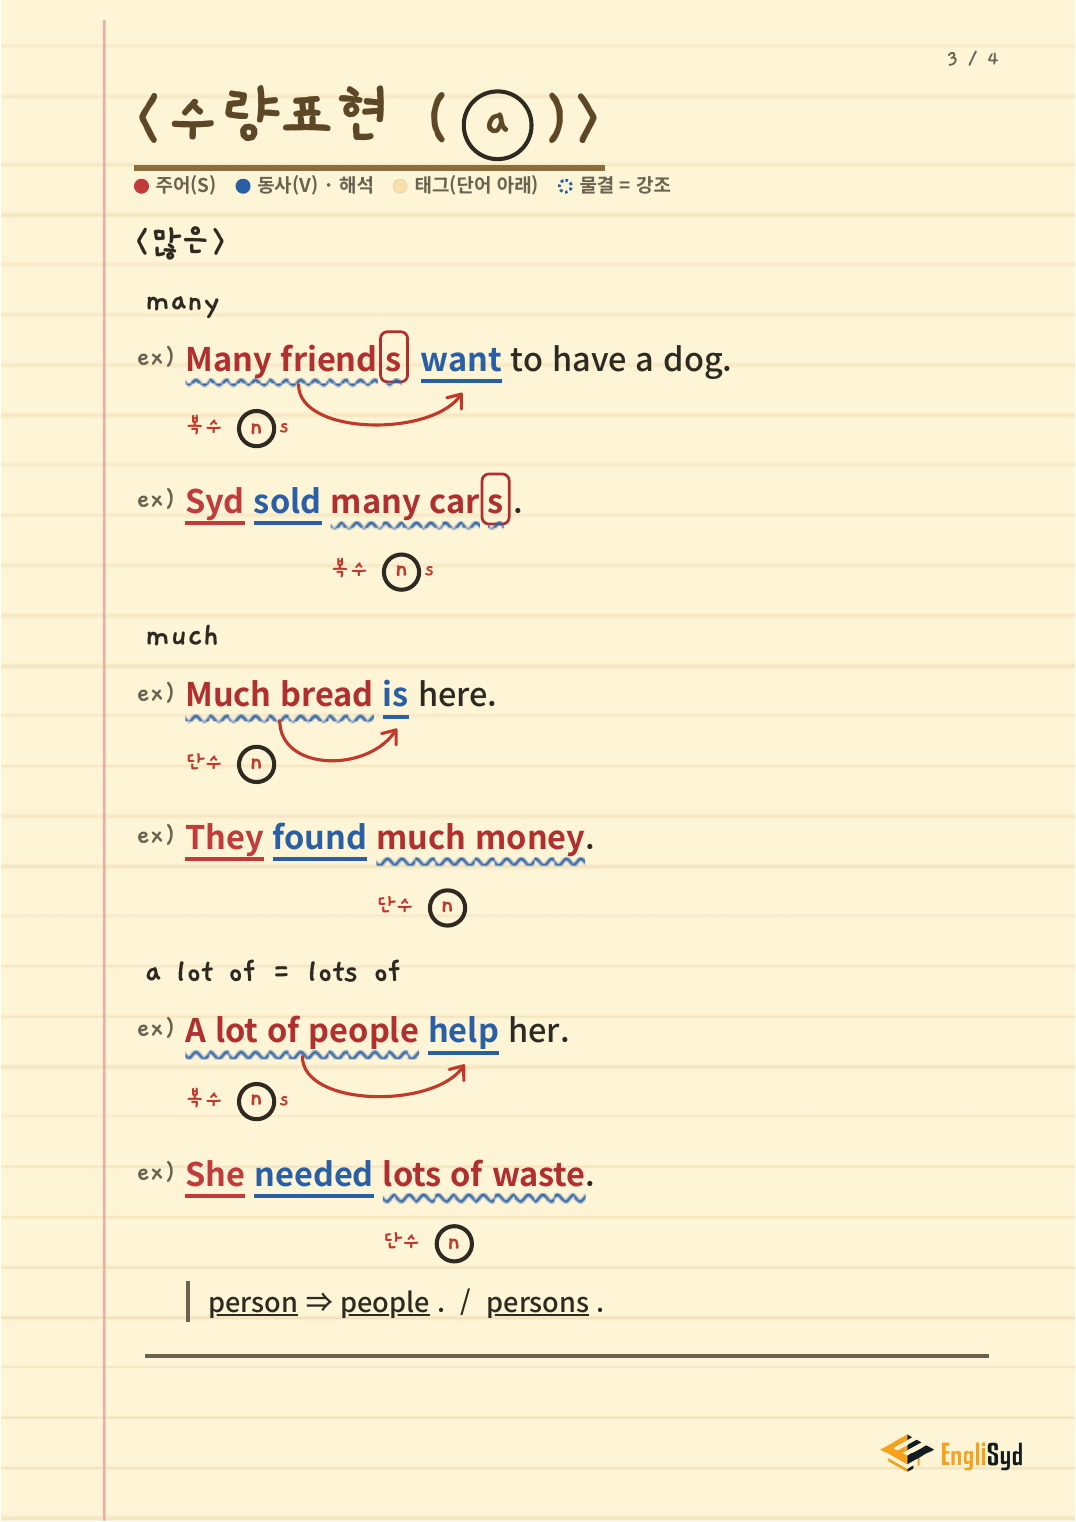 3 / 4
<수량표현 (a)>
주어(S) 동사(V) · 해석 태그(단어 아래) 물결 = 강조
<많은>
many
ex) Many friends want to have a dog.
복수 n s
ex) Syd sold many cars.
복수 n s
much
ex) Much bread is here.
단수 n
ex) They found much money.
단수 n
a lot of = lots of
ex) A lot of people help her.
복수 n s
ex) She needed lots of waste.
단수 n
person ⇒ people . / persons .
EngliSyd